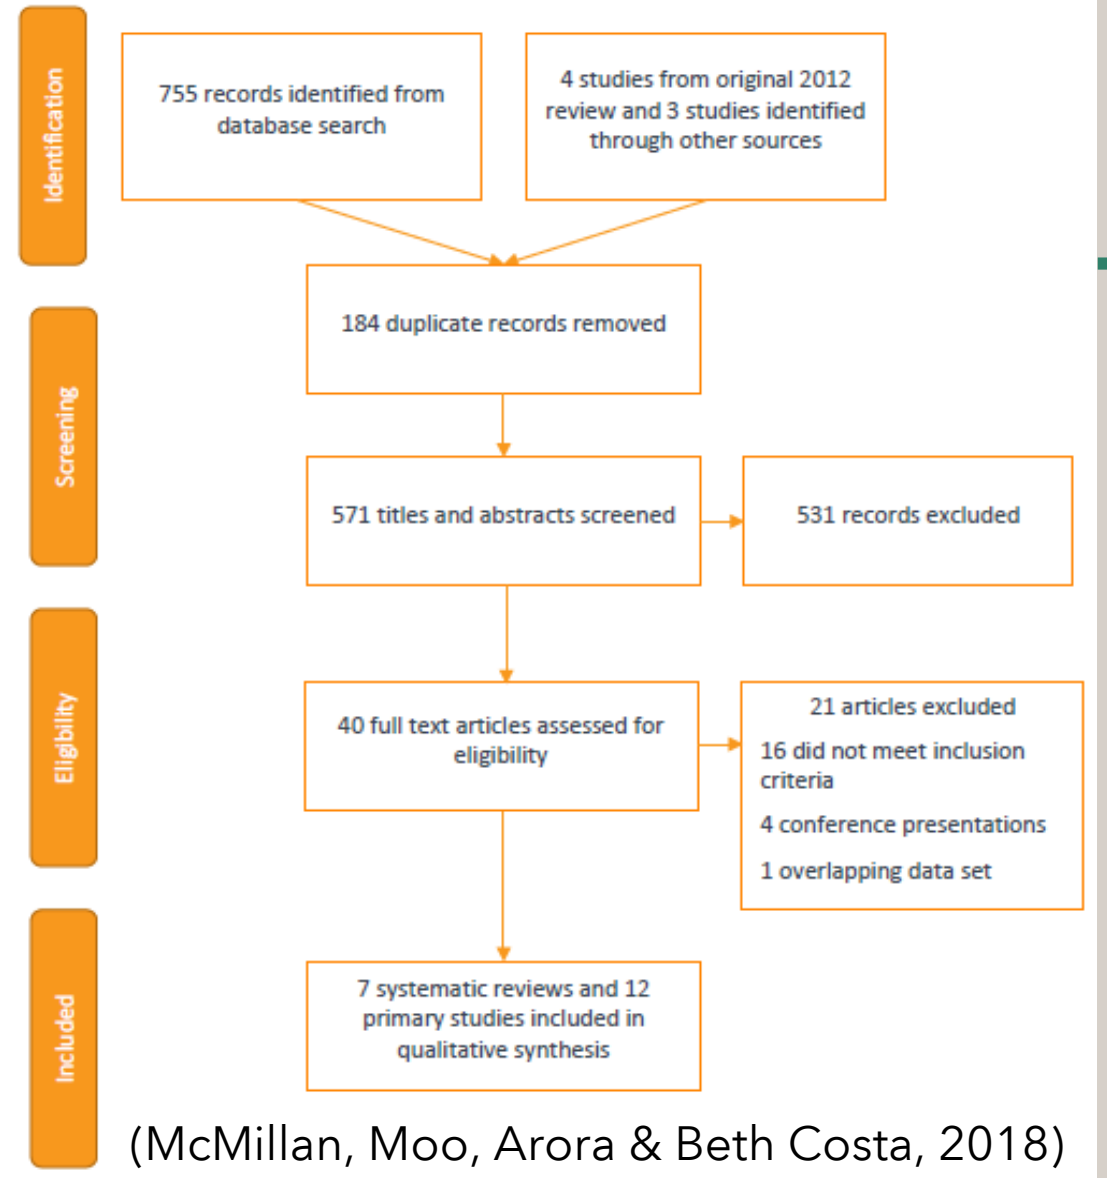 Identification
755 records identified from
database search
4 studies from original 2012
review and 3 studies identified
through other sources
184 duplicate records removed
Screening
571 titles and abstracts screened
531 records excluded
Eligibility
40 full text articles assessed for
eligibility
21 articles excluded
16 did not meet inclusion
criteria
4 conference presentations
1 overlapping data set
Included
7 systematic reviews and 12
primary studies included in
qualitative synthesis
(McMillan, Moo, Arora & Beth Costa, 2018)